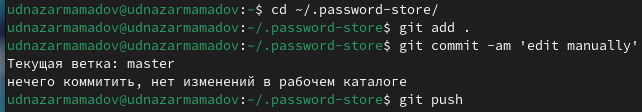 udnazarmamadov@udnazarmamadov:~$ cd ~/.password-store/
udnazarmamadov@udnazarmamadov:~/.password-store$ git add .
udnazarmamadov@udnazarmamadov:~/.password-store$ git commit -am 'edit manually'
Текущая ветка: master
нечего коммитить, нет изменений в рабочем каталоге
udnazarmamadov@udnazarmamadov:~/.password-store$ git push